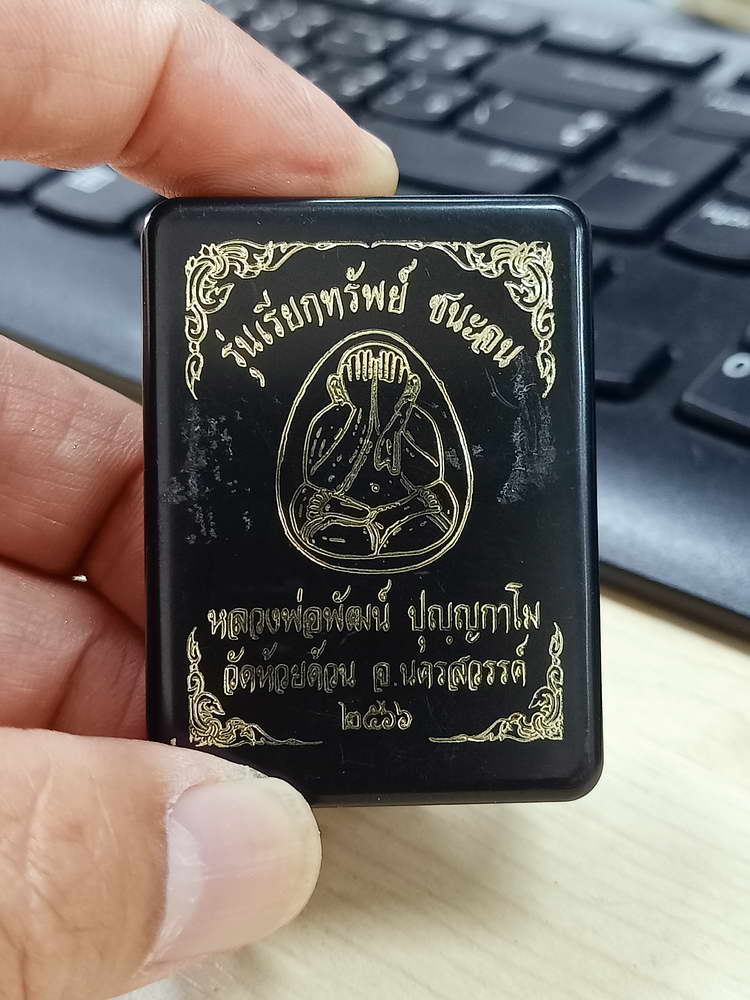 รุ่นเรียกทรัพย์ ชนะจน
หลวงพ่อพัฒน์ ปุญฺญกาโม
วัดห้วยด้วน จ.นครสวรรค์
๒๕๖๖